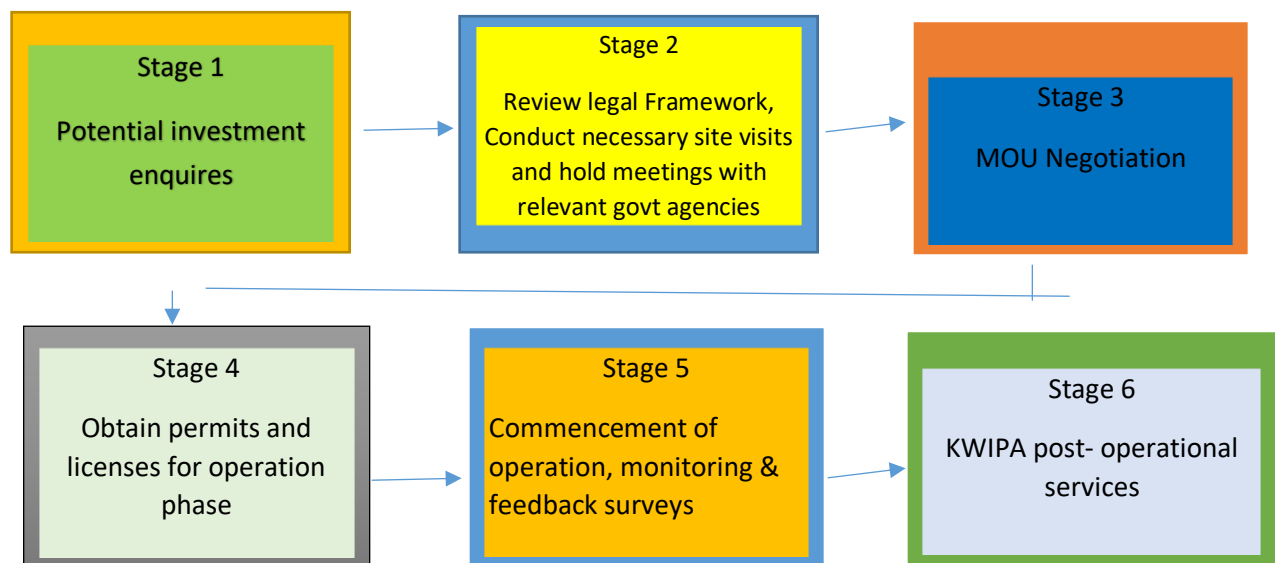 Stage 1
Potential investment
enquires
Stage 2
Review legal Framework,
Conduct necessary site visits
and hold meetings with
relevant govt agencies
Stage 3
MOU Negotiation
Stage 4
Obtain permits and
licenses for operation
phase
Stage 5
Commencement of
operation, monitoring &
feedback surveys
Stage 6
KWIPA post- operational
services